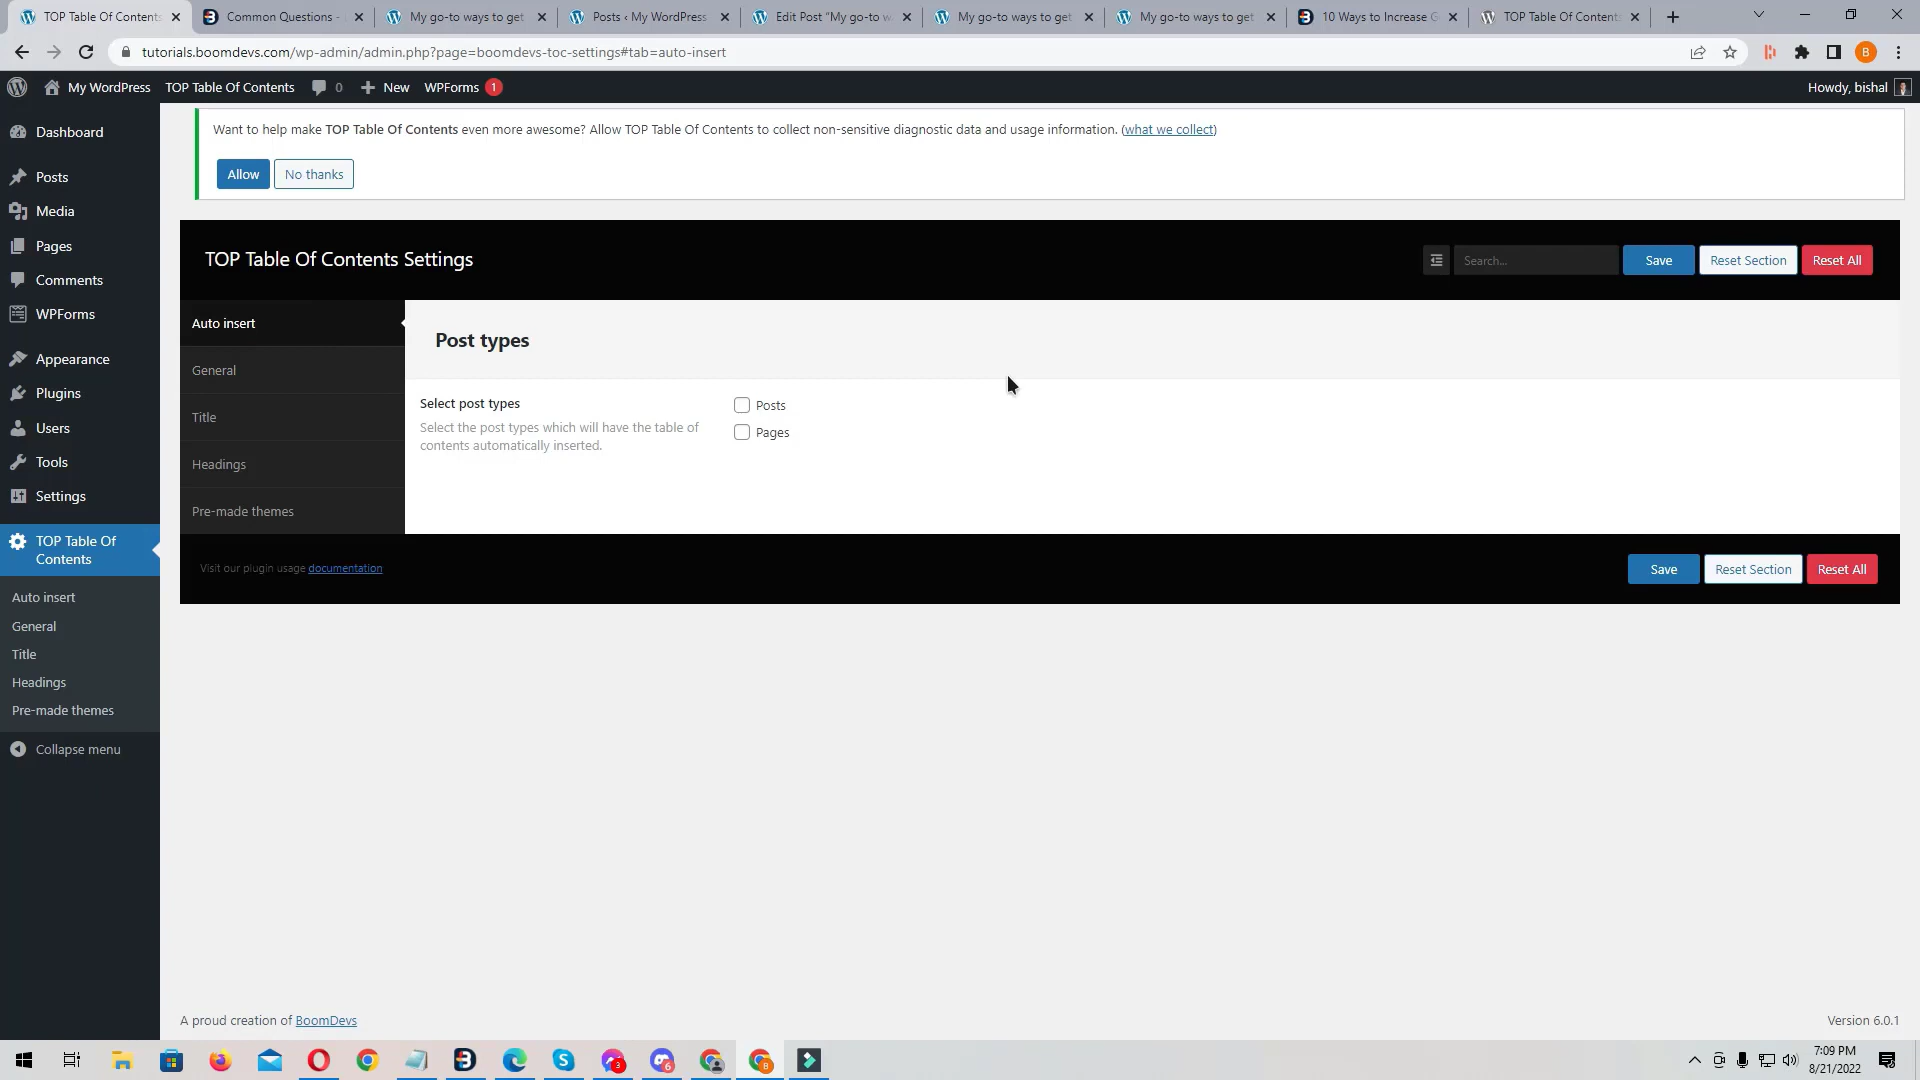 TOP Table Of Contents
Common Questions -
My go-to ways to get
Posts ‹ My WordPress
Edit Post "My go-to w
My go-to ways to get
My go-to ways to get
10 Ways to Increase G
TOP Table Of Content
tutorials.boomdevs.com/wp-admin/admin.php?page=boomdevs-toc-settings#tab=auto-insert
B
My WordPress
TOP Table Of Contents
0
New
WPForms
1
Howdy, bishal
Dashboard
Posts
Media
Pages
Comments
WPForms
Appearance
Plugins
Users
Tools
Settings
TOP Table Of
Contents
Auto insert
General
Title
Headings
Pre-made themes
Collapse menu
Want to help make TOP Table Of Contents even more awesome? Allow TOP Table Of Contents to collect non-sensitive diagnostic data and usage information. (what we collect)
Allow
No thanks
TOP Table Of Contents Settings
Search...
Save
Reset Section
Reset All
Auto insert
General
Title
Headings
Pre-made themes
Post types
Select post types
Select the post types which will have the table of
contents automatically inserted.
Posts
Pages
Visit our plugin usage documentation
Save
Reset Section
Reset All
A proud creation of BoomDevs
Version 6.0.1
3
6
B
7:09 PM
8/21/2022